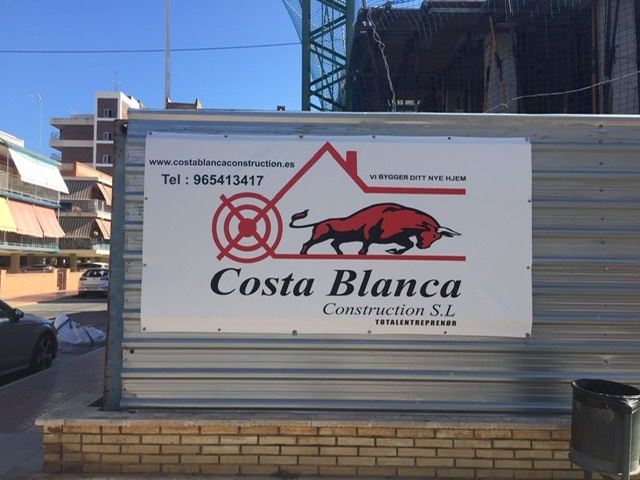 www.costablancaconstruction.es
Tel : 965413417
VI BYGGER DITT NYE HJEM
Costa Blanca
Construction S.L
TOTALENTREPRENØR